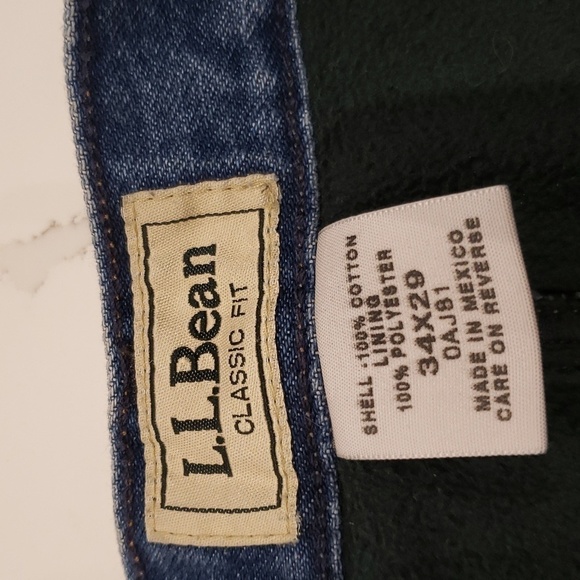 L.L.Bean
CLASSIC FIT
SHELL-100% COTTON
LINING
100% POLYESTER
34X29
0AJ81
MADE IN MEXICO
CARE ON REVERSE